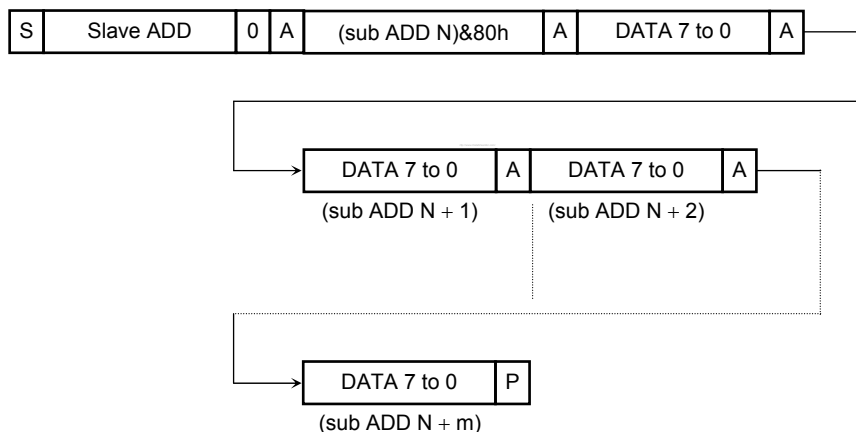 S Slave ADD 0 A (sub ADD N)&80h A DATA 7 to 0 A
DATA 7 to 0 A DATA 7 to 0 A
(sub ADD N + 1) (sub ADD N + 2)
DATA 7 to 0 P
(sub ADD N + m)